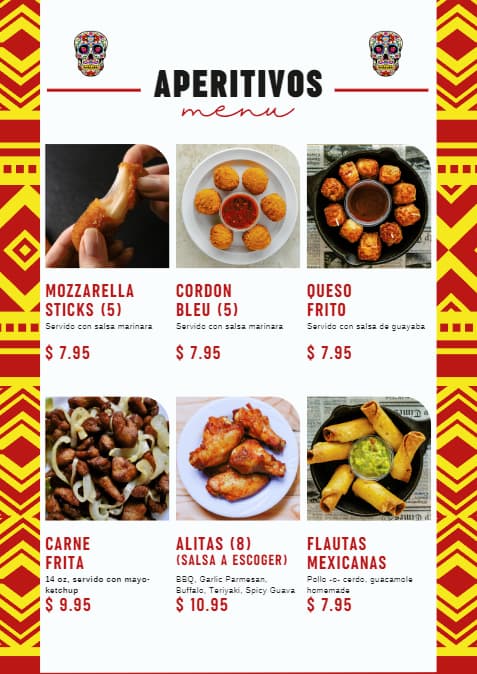 APERITIVOS
menu
MOZZARELLA
STICKS (5)
Servido con salsa marinara
$ 7.95
CORDON
BLEU (5)
Servido con salsa marinara
$ 7.95
QUESO
FRITO
Servido con salsa de guayaba
$ 7.95
CARNE
FRITA
14 oz, servido con mayo-
ketchup
$ 9.95
ALITAS (8)
(SALSA A ESCOGER)
BBQ, Garlic Parmesan,
Buffalo, Teriyaki, Spicy Guava
$ 10.95
FLAUTAS
MEXICANAS
Pollo -o- cerdo, guacamole
homemade
$ 7.95